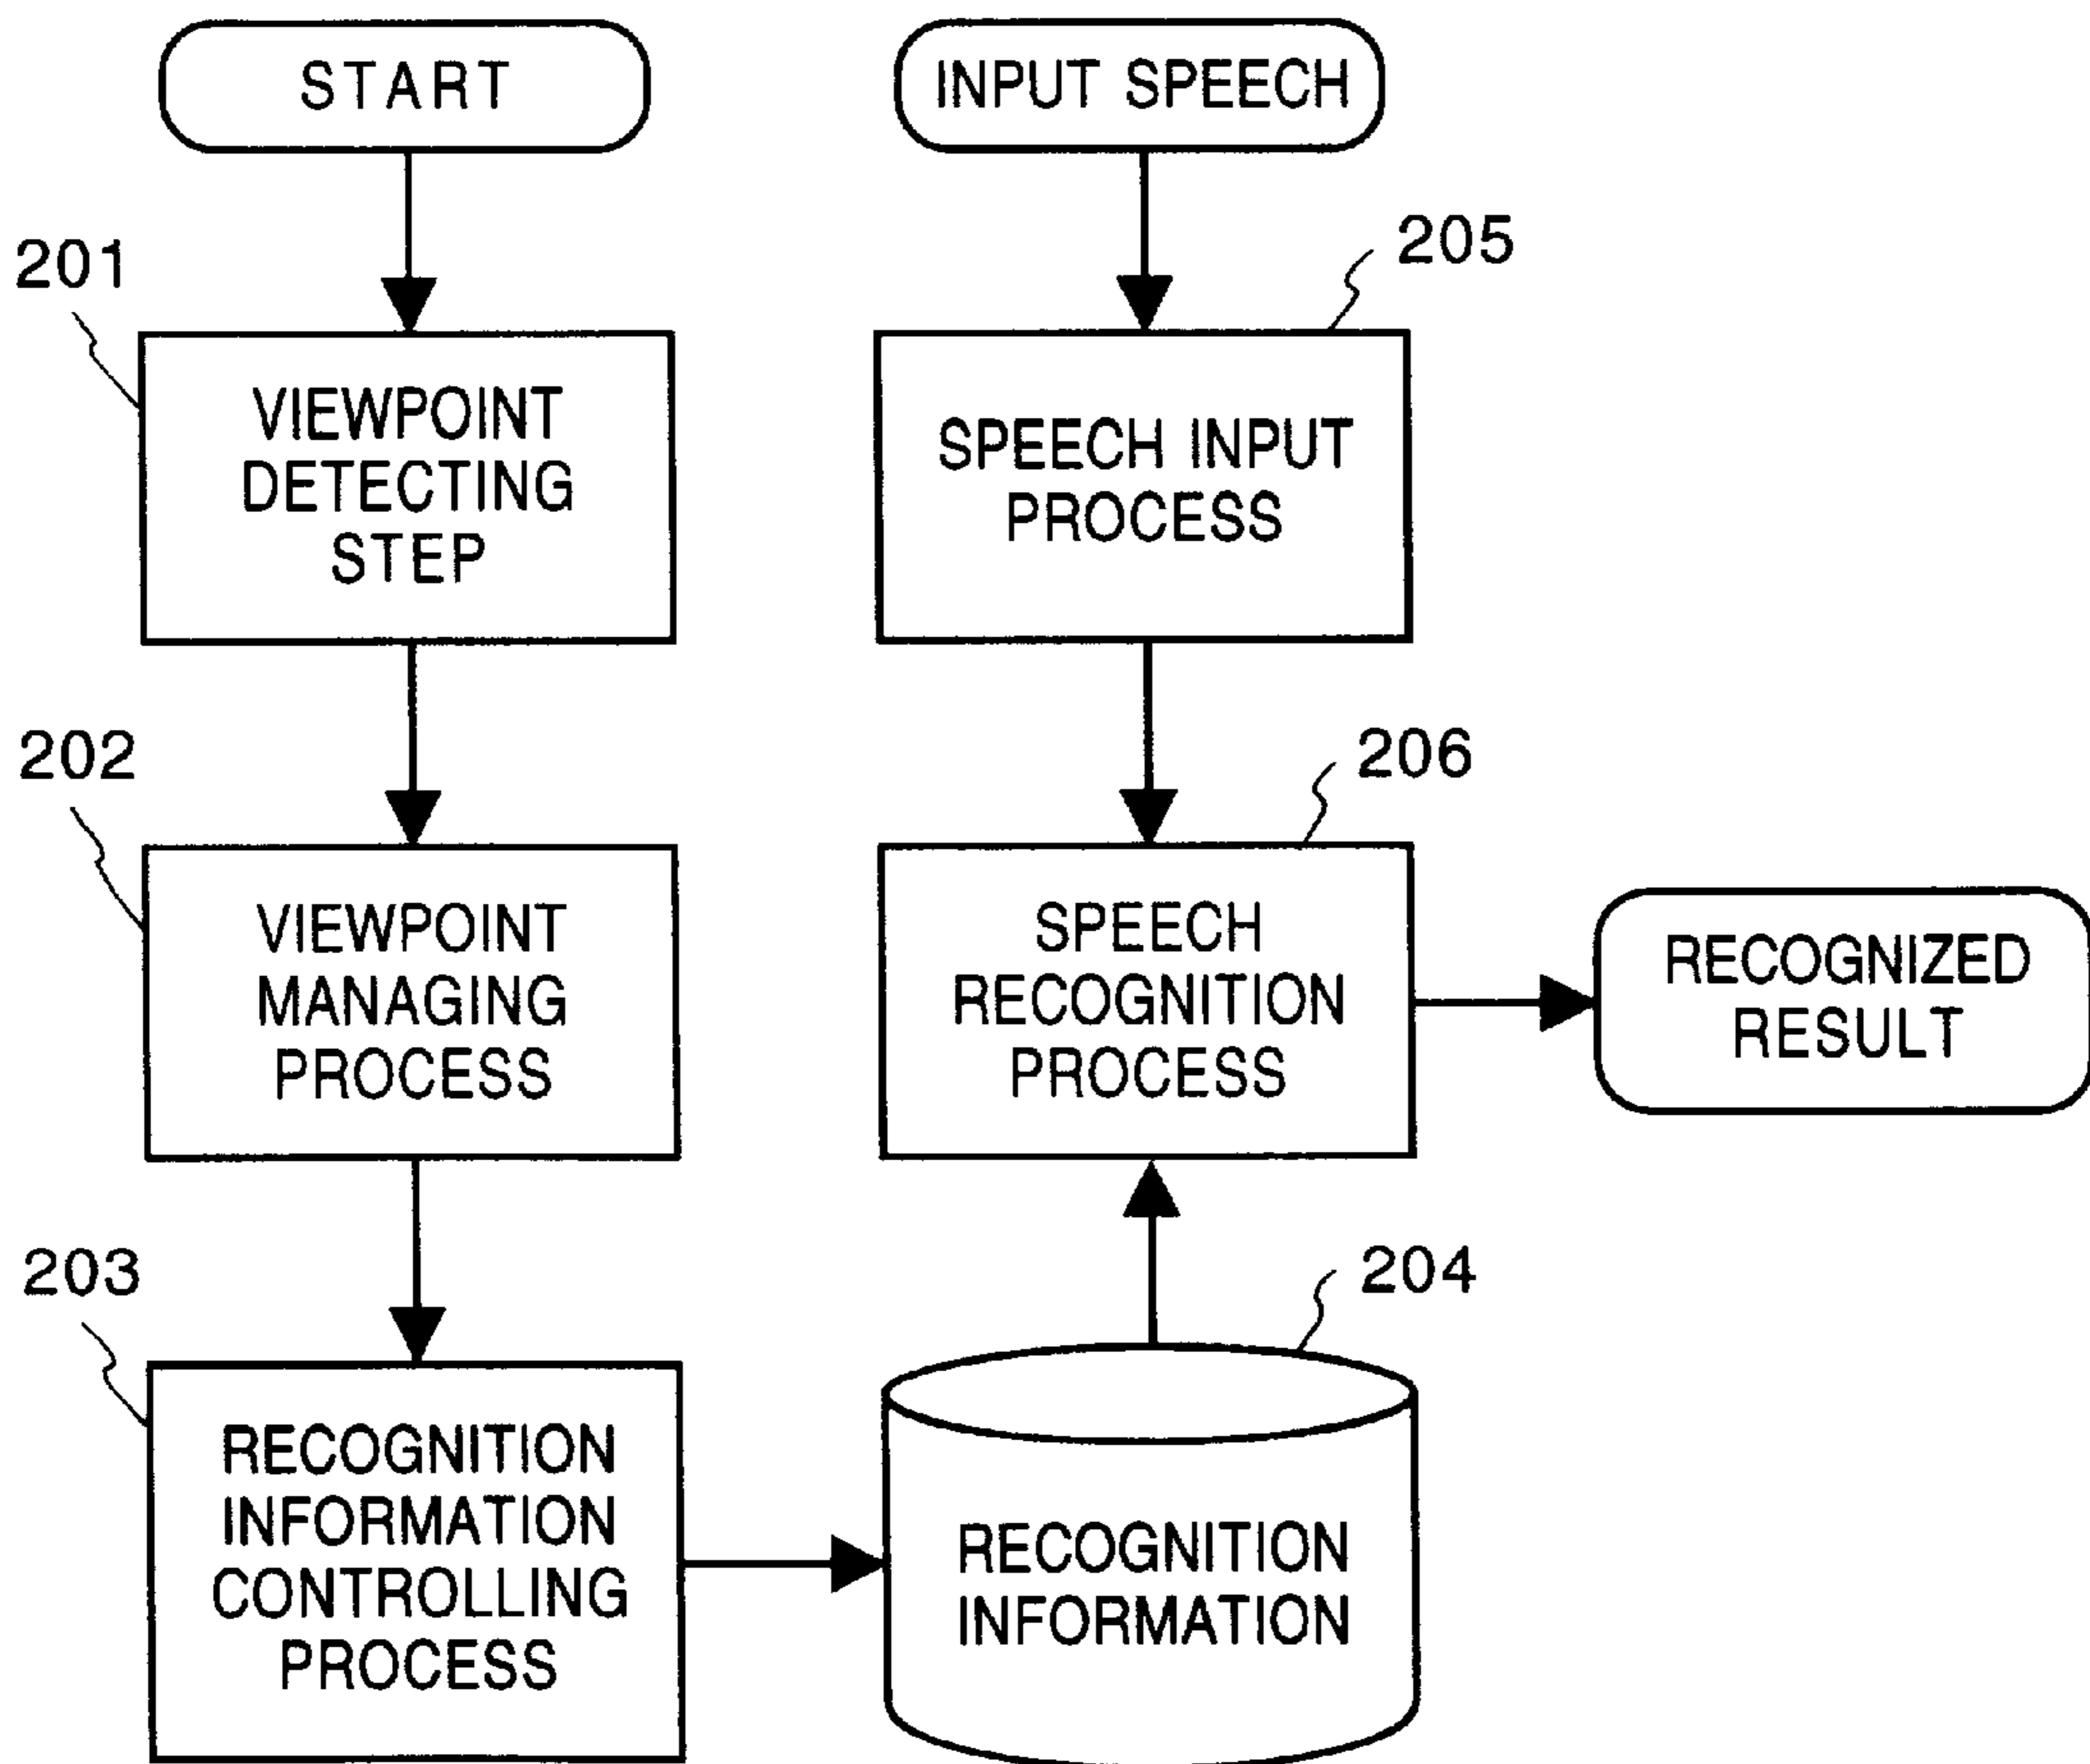 START
INPUT SPEECH
201
205
VIEWPOINT
DETECTING
STEP
SPEECH INPUT
PROCESS
202
206
VIEWPOINT
MANAGING
PROCESS
SPEECH
RECOGNITION
PROCESS
RECOGNIZED
RESULT
203
204
RECOGNITION
INFORMATION
CONTROLLING
PROCESS
RECOGNITION
INFORMATION